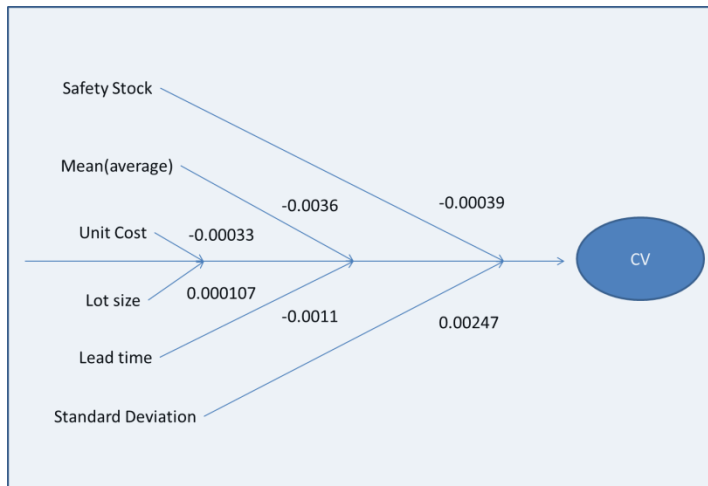 Safety Stock
Mean(average)
-0.0036
-0.00039
Unit Cost
-0.00033
CV
Lot size
0.000107
-0.0011
0.00247
Lead time
Standard Deviation